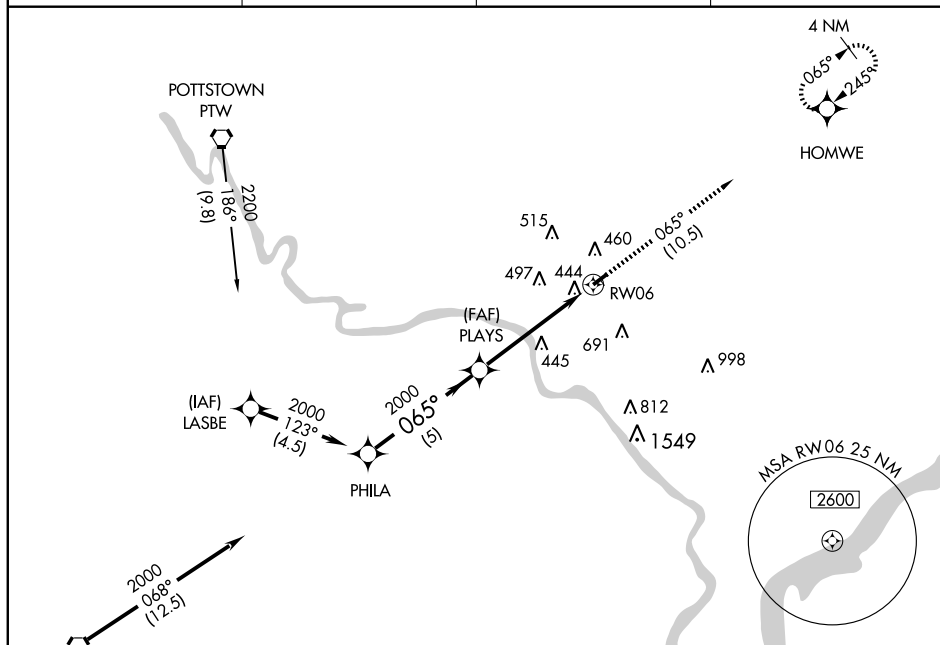 4 NM
065°
245°
HOMWE
POTTSTOWN
PTW
2200
186°
(9.8)
515
460
497
444
RW06
065°
(10.5)
(FAF)
PLAYS
445
691
998
(IAF)
LASBE
2000
123°
(4.5)
2000
065°
(5)
812
1549
PHILA
MSA RW06 25 NM
2600
2000
068°
(12.5)